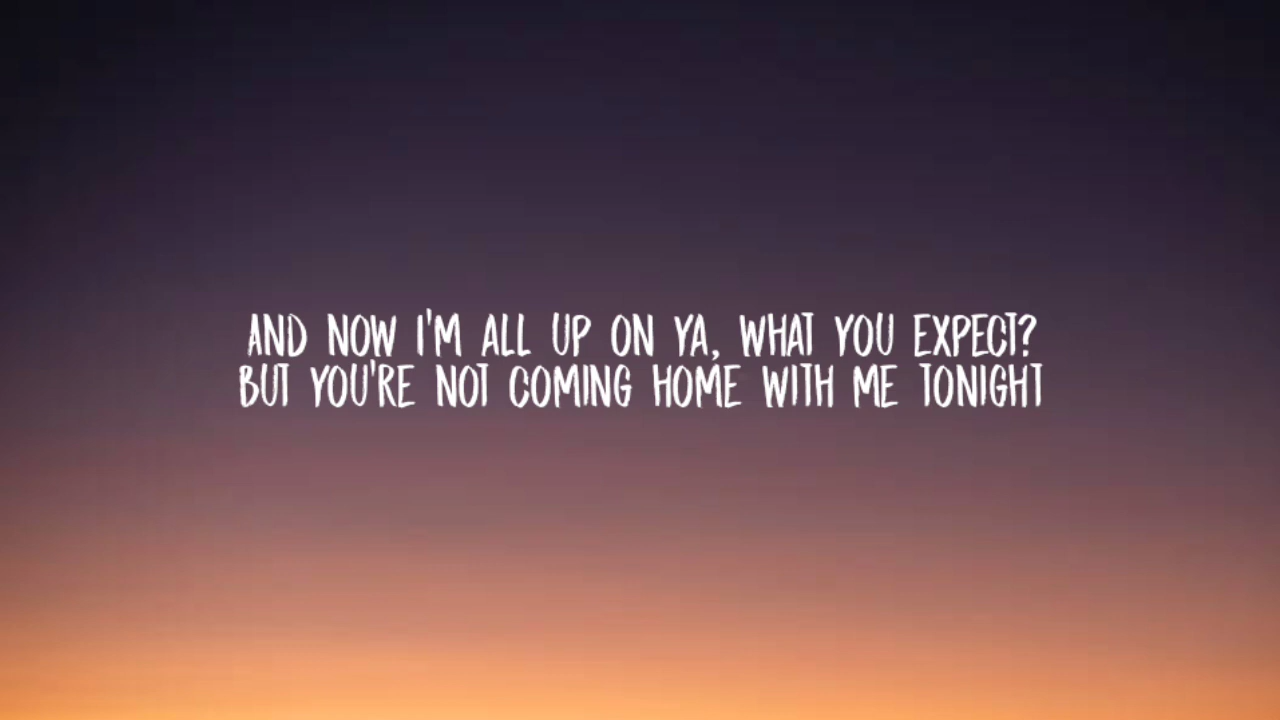 AND NOW I'M ALL UP ON YA, WHAT YOU EXPECT?
BUT YOU'RE NOT COMING HOME WITH ME TONIGHT